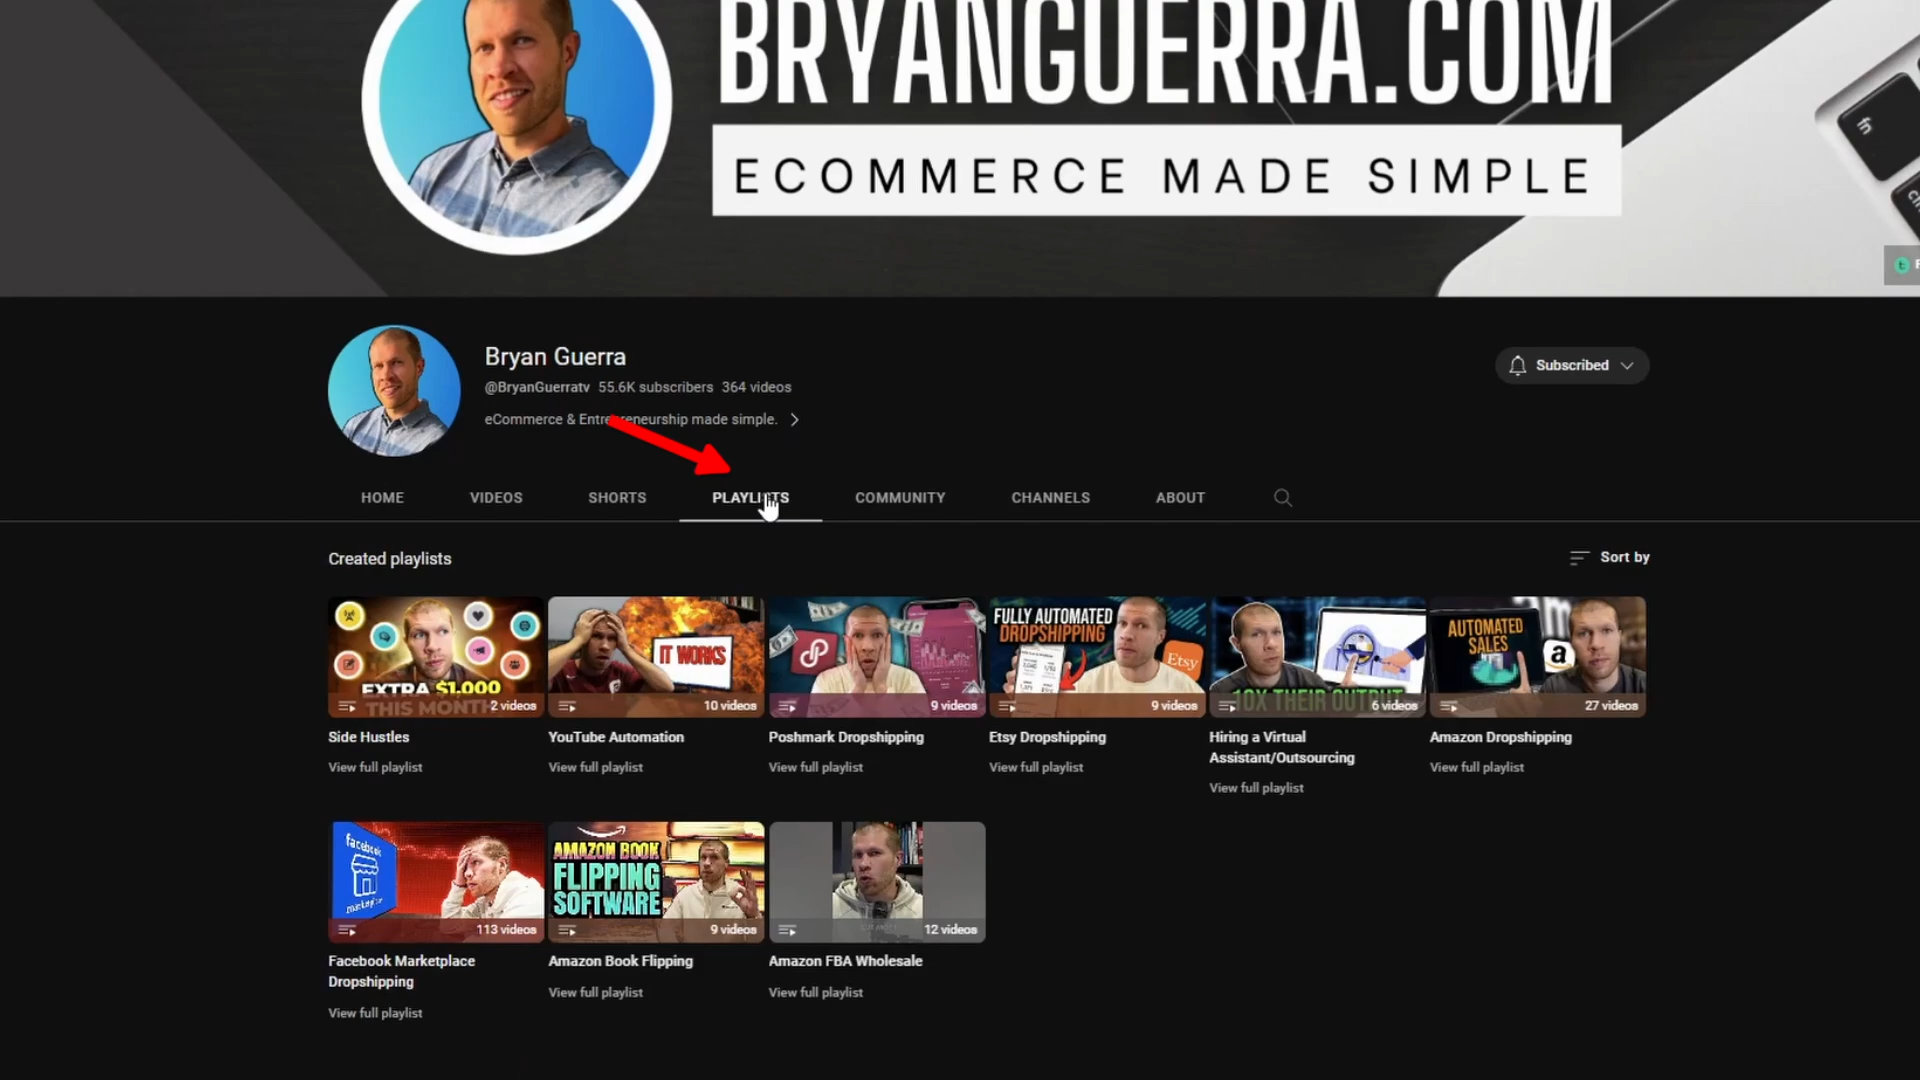 BRYANGUERRA.COM
ECOMMERCE MADE SIMPLE
Bryan Guerra
@BryanGuerratv 55.6K subscribers 364 videos
eCommerce & Entrepreneurship made simple.
Subscribed
HOME VIDEOS SHORTS PLAYLISTS COMMUNITY CHANNELS ABOUT
Created playlists
Sort by
EXTRA $1,000
THIS MONTH
2 videos
Side Hustles
View full playlist
IT WORKS
10 videos
YouTube Automation
View full playlist
9 videos
Poshmark Dropshipping
View full playlist
FULLY AUTOMATED
DROPSHIPPING
Etsy
9 videos
Etsy Dropshipping
View full playlist
10X THEIR OUTPUT
6 videos
Hiring a Virtual
Assistant/Outsourcing
View full playlist
AUTOMATED
SALES
a
27 videos
Amazon Dropshipping
View full playlist
facebook
marketplace
113 videos
Facebook Marketplace
Dropshipping
View full playlist
AMAZON BOOK
FLIPPING
SOFTWARE
9 videos
Amazon Book Flipping
View full playlist
12 videos
Amazon FBA Wholesale
View full playlist